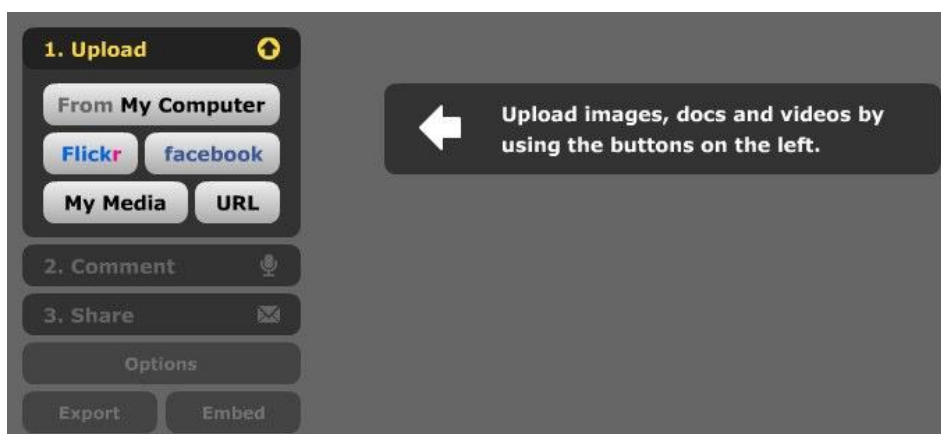 1. Upload
From My Computer
Flickr facebook
My Media URL
2. Comment
3. Share
Options
Export Embed
Upload images, docs and videos by
using the buttons on the left.